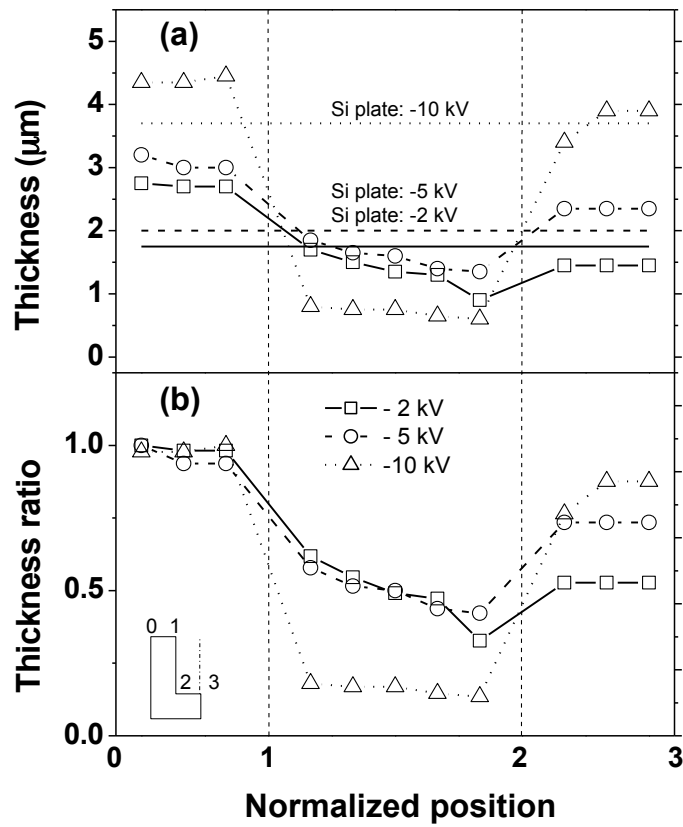 (a)
5
4
3
2
1
0
Thickness (μm)
Si plate: -10 kV
Si plate: -5 kV
Si plate: -2 kV
(b)
- 2 kV
- 5 kV
-10 kV
1.0
0.5
0.0
Thickness ratio
0 1
2 3
0 1 2 3
Normalized position